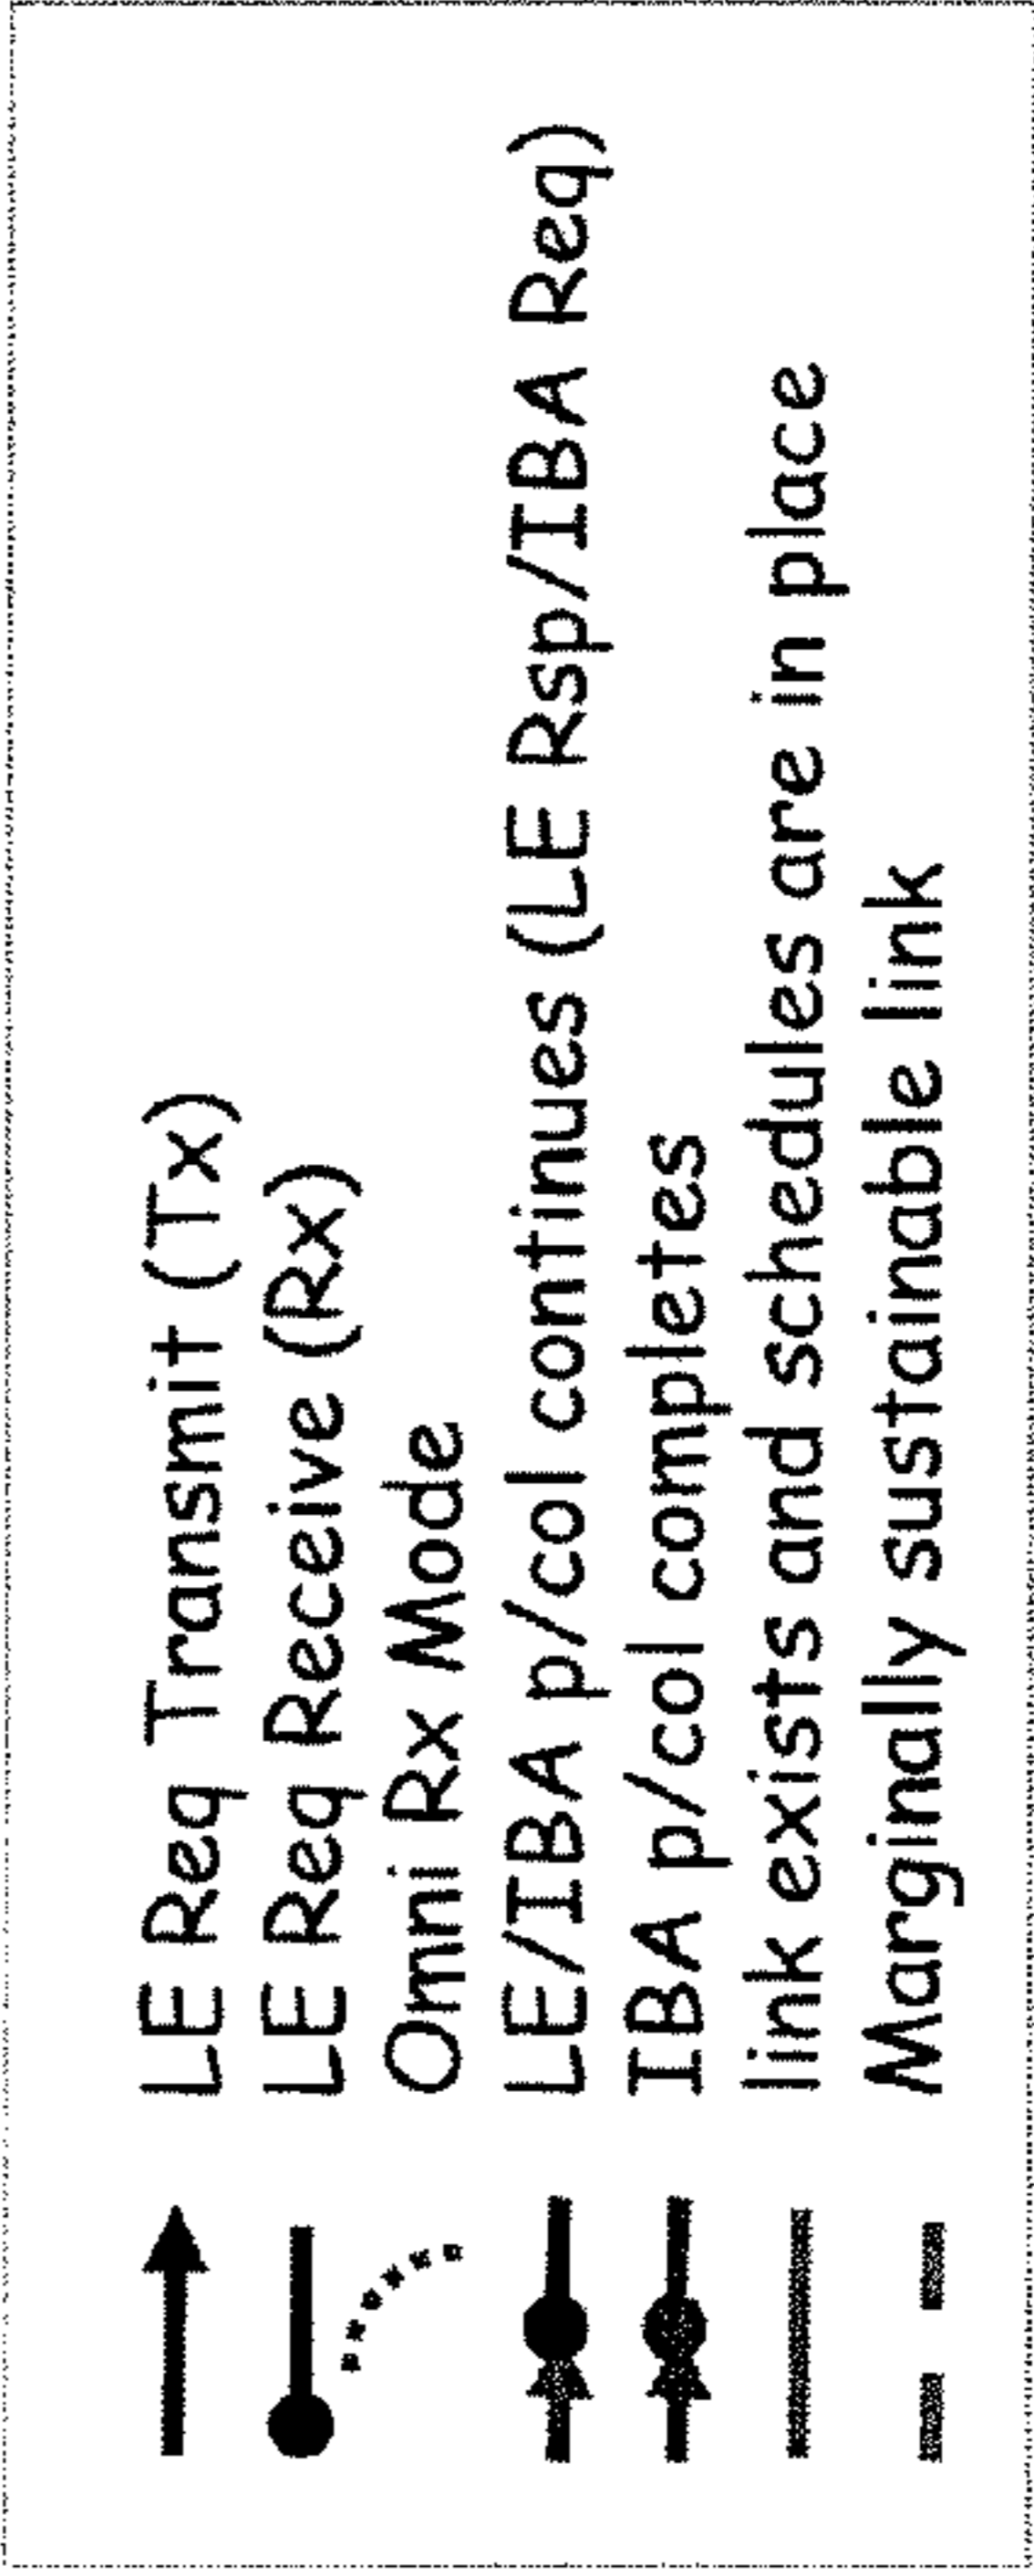 LE Req Transmit (Tx)
LE Req Receive (Rx)
Omni Rx Mode
LE/IBA p/col continues (LE Rsp/IBA Req)
IBA p/col completes
link exists and schedules are in place
Marginally sustainable link